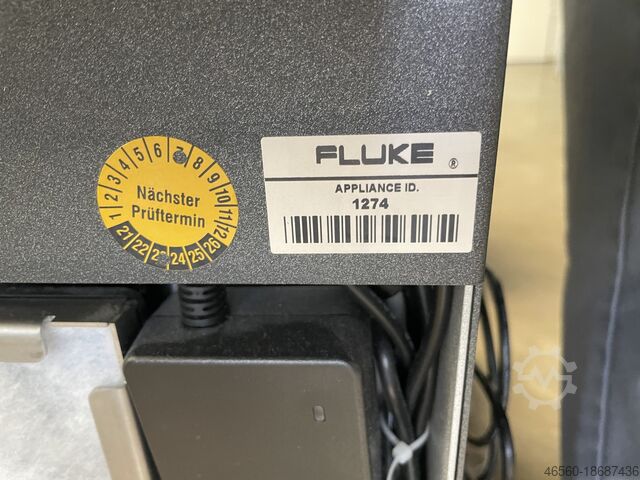 FLUKE ®
APPLIANCE ID.
1274
1 2 3 4 5 6 7 8 9 10 11 12
Nächster
Prüftermin
21 22 2 24 25 26
46560-18687436